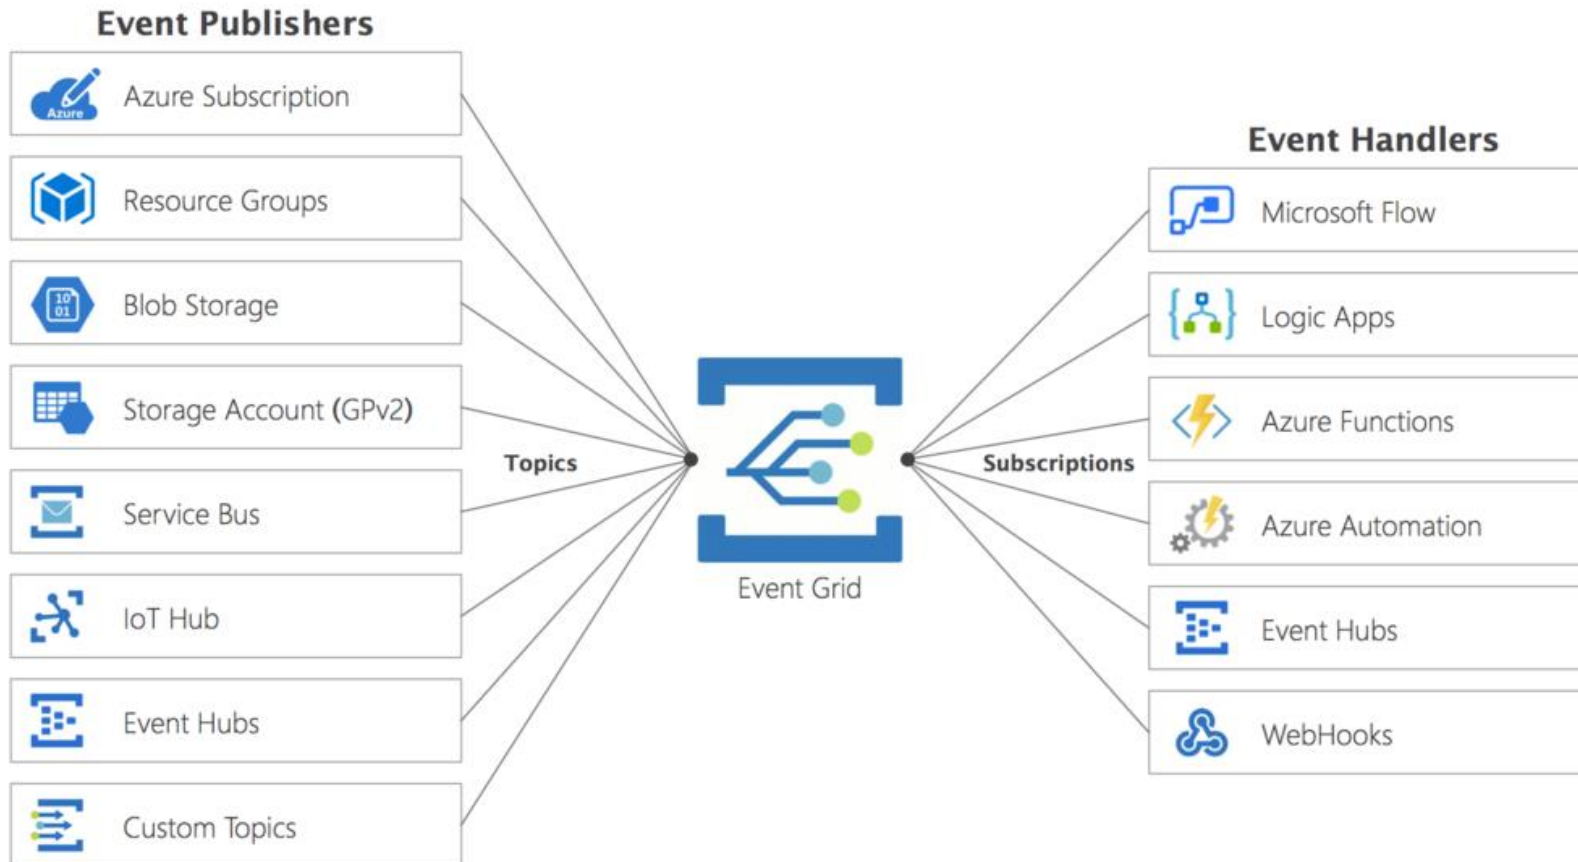 Event Publishers
Azure
Azure Subscription
Resource Groups
10
01
Blob Storage
Storage Account (GPv2)
Service Bus
IoT Hub
Event Hubs
Custom Topics
Topics
Event Grid
Subscriptions
Event Handlers
Microsoft Flow
Logic Apps
Azure Functions
Azure Automation
Event Hubs
WebHooks